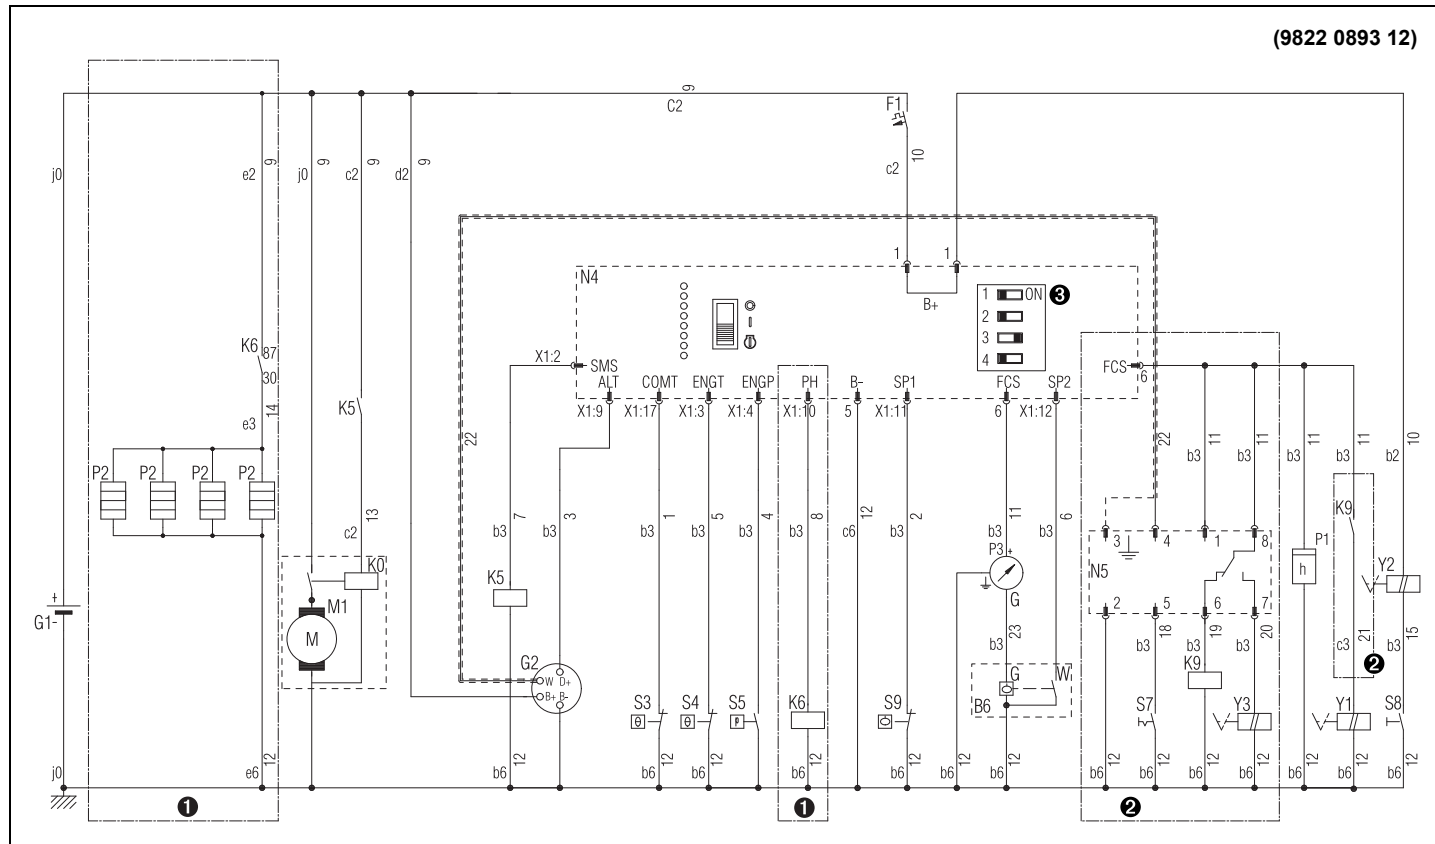 (9822 0893 12)
9
C2
F1
j0
e2
9
j0
9
c2
9
d2
9
c2
10
b2
10
1
1
N4
B+
1 ON
2
3
4
❸
K6
87
30
X1:2
SMS
FCS
6
ALT
COMT
ENGT
ENGP
PH
B-
SP1
FCS
SP2
X1:9
X1:17
X1:3
X1:4
X1:10
5
X1:11
6
X1:12
K5
14
e3
22
22
b3
11
b3
11
b3
11
b3
11
P2
P2
P2
P2
c2
13
b3
7
b3
3
b3
1
b3
5
b3
4
b3
8
c6
12
b3
2
b3
11
b3
6
K9
P3
+
G
3
4
1
8
N5
P1
h
Y2
K0
K5
2
5
6
7
+
G1-
M1
M
b3
23
b3
18
b3
19
b3
20
c3
21
b3
15
❷
G2
W
D+
B+
B-
G
W
B6
K9
S3
θ
S4
θ
S5
p
K6
S9
S7
Y3
Y1
S8
j0
e6
12
b6
12
b6
12
b6
12
b6
12
b6
12
b6
12
b6
12
b6
12
b6
12
b6
12
b6
12
b6
12
b6
12
b6
12
b6
12
❶
❶
❷